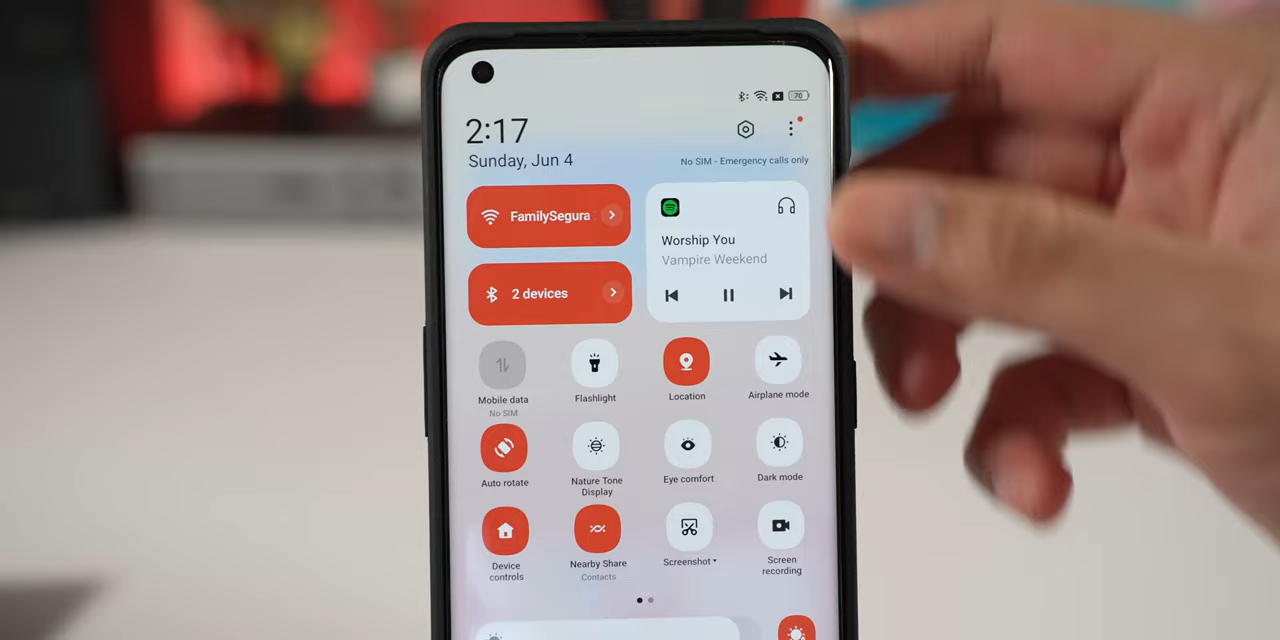 70
2:17
Sunday, Jun 4
No SIM - Emergency calls only
FamilySegura
Worship You
Vampire Weekend
2 devices
Mobile data
No SIM
Flashlight
Location
Airplane mode
Auto rotate
Nature Tone
Display
Eye comfort
Dark mode
Device
controls
Nearby Share
Contacts
Screenshot
Screen
recording